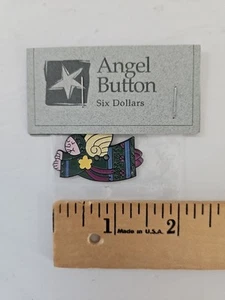 Angel
Button
Six Dollars
1 Made in U.S.A. 2